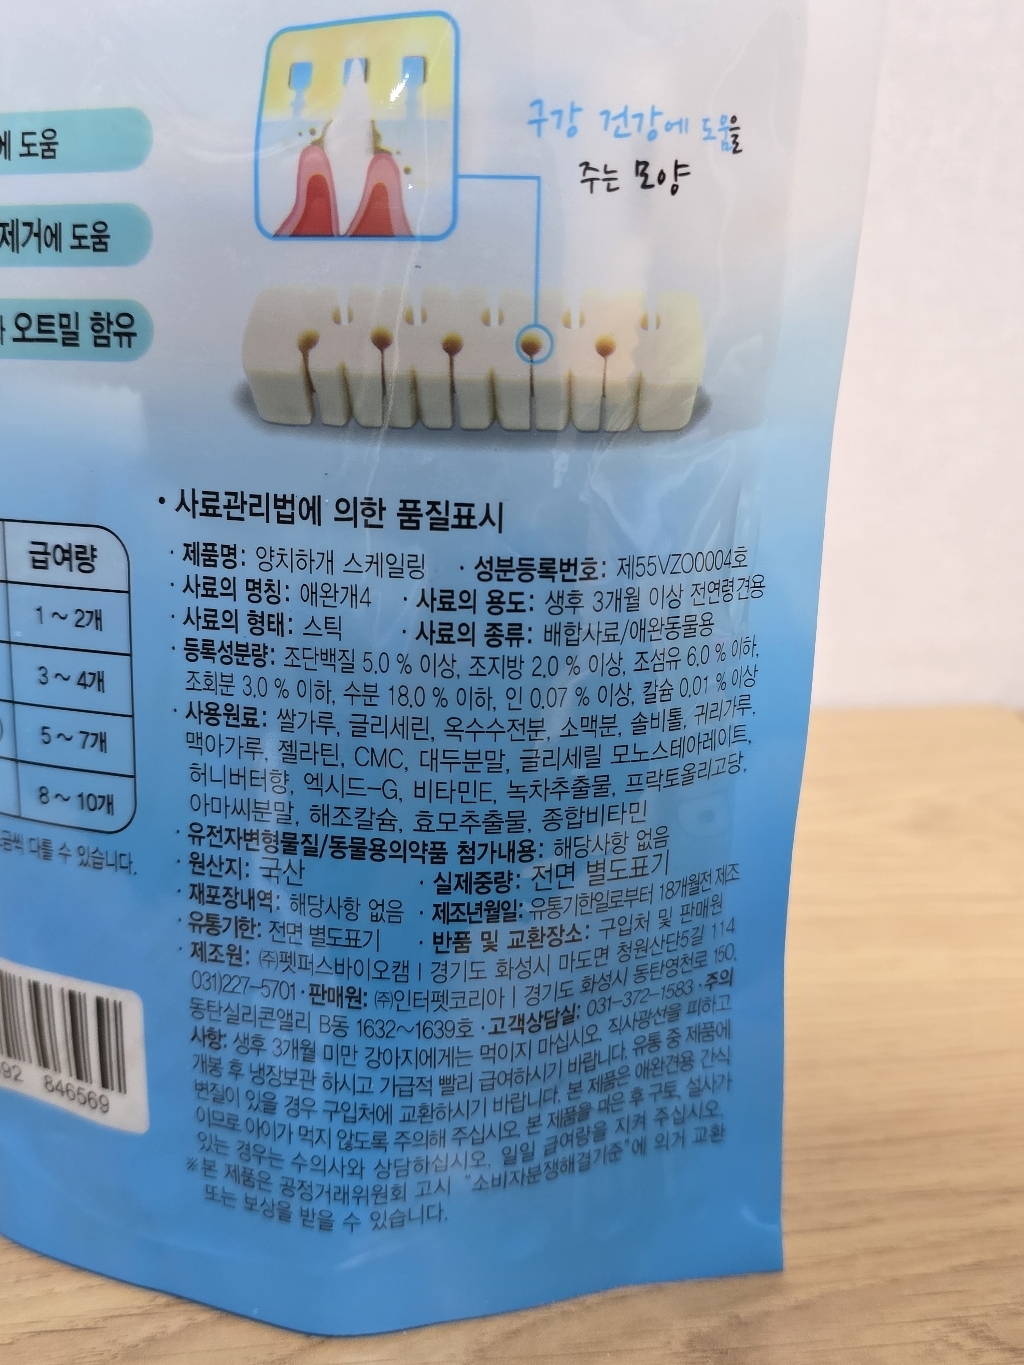 에 도움
제거에 도움
오트밀 함유
구강 건강에 도움을
주는 모양
급여량
1 ~ 2개
3 ~ 4개
5 ~ 7개
8 ~ 10개
다를 수 있습니다.
846569
• 사료관리법에 의한 품질표시
· 제품명: 양치하개 스케일링 · 성분등록번호: 제55VZO0004호
· 사료의 명칭: 애완개4 · 사료의 용도: 생후 3개월 이상 전연령견용
· 사료의 형태: 스틱 · 사료의 종류: 배합사료/애완동물용
· 등록성분량: 조단백질 5.0 % 이상, 조지방 2.0 % 이상, 조섬유 6.0 % 이하,
조회분 3.0 % 이하, 수분 18.0 % 이하, 인 0.07 % 이상, 칼슘 0.01 % 이상
· 사용원료: 쌀가루, 글리세린, 옥수수전분, 소맥분, 솔비톨, 귀리가루,
맥아가루, 젤라틴, CMC, 대두분말, 글리세릴 모노스테아레이트,
허니버터향, 엑시드-G, 비타민E, 녹차추출물, 프락토올리고당,
아마씨분말, 해조칼슘, 효모추출물, 종합비타민
· 유전자변형물질/동물용의약품 첨가내용: 해당사항 없음
· 원산지: 국산 · 실제중량: 전면 별도표기
· 재포장내역: 해당사항 없음 · 제조년월일: 유통기한일로부터 18개월전 제조
· 유통기한: 전면 별도표기 · 반품 및 교환장소: 구입처 및 판매원
· 제조원: ㈜펫퍼스바이오캠 | 경기도 화성시 마도면 청원산단5길 114
031)227-5701 · 판매원: ㈜인터펫코리아 | 경기도 화성시 동탄영천로 150,
동탄실리콘앨리 B동 1632~1639호 · 고객상담실: 031-372-1583 · 주의
사항: 생후 3개월 미만 강아지에게는 먹이지 마십시오. 직사광선을 피하고
개봉 후 냉장보관 하시고 가급적 빨리 급여하시기 바랍니다. 유통 중 제품에
변질이 있을 경우 구입처에 교환하시기 바랍니다. 본 제품은 애완견용 간식
이므로 아이가 먹지 않도록 주의해 주십시오. 본 제품을 먹은 후 구토, 설사가
있는 경우는 수의사와 상담하십시오. 일일 급여량을 지켜 주십시오.
※본 제품은 공정거래위원회 고시 "소비자분쟁해결기준"에 의거 교환
또는 보상을 받을 수 있습니다.